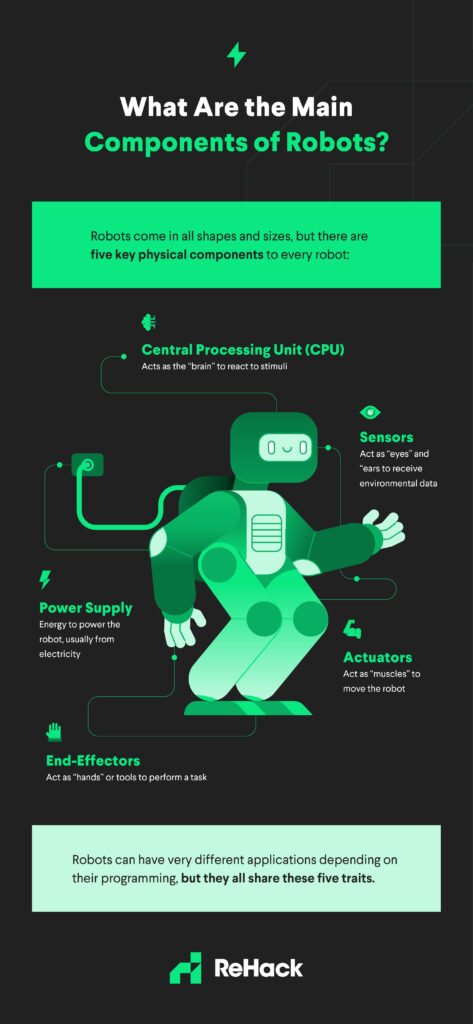 What Are the Main
Components of Robots?
Robots come in all shapes and sizes, but there are
five key physical components to every robot:
Central Processing Unit (CPU)
Acts as the “brain” to react to stimuli
Sensors
Act as “eyes” and
“ears to receive
environmental data
Power Supply
Energy to power the
robot, usually from
electricity
Actuators
Act as “muscles” to
move the robot
End-Effectors
Act as “hands” or tools to perform a task
Robots can have very different applications depending on
their programming, but they all share these five traits.
ReHack